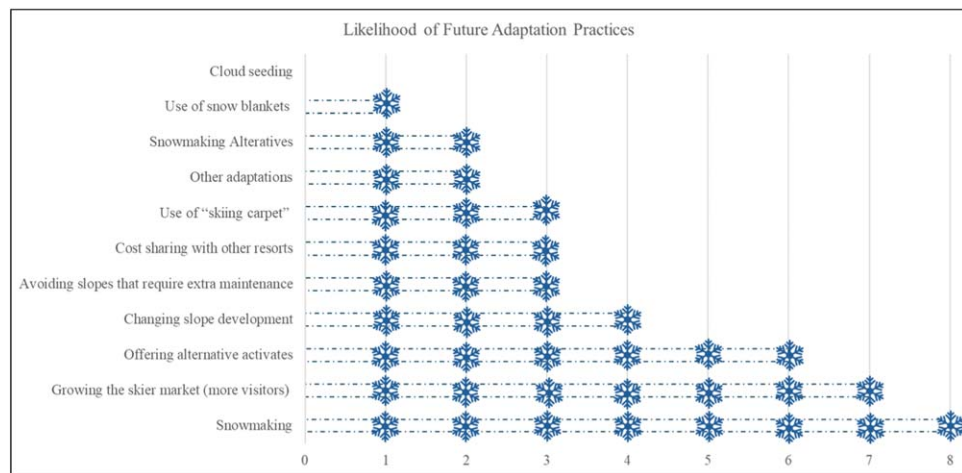 Likelihood of Future Adaptation Practices
Cloud seeding
Use of snow blankets
Snowmaking Alteratives
Other adaptations
Use of “skiing carpet”
Cost sharing with other resorts
Avoiding slopes that require extra maintenance
Changing slope development
Offering alternative activates
Growing the skier market (more visitors)
Snowmaking
0 1 2 3 4 5 6 7 8